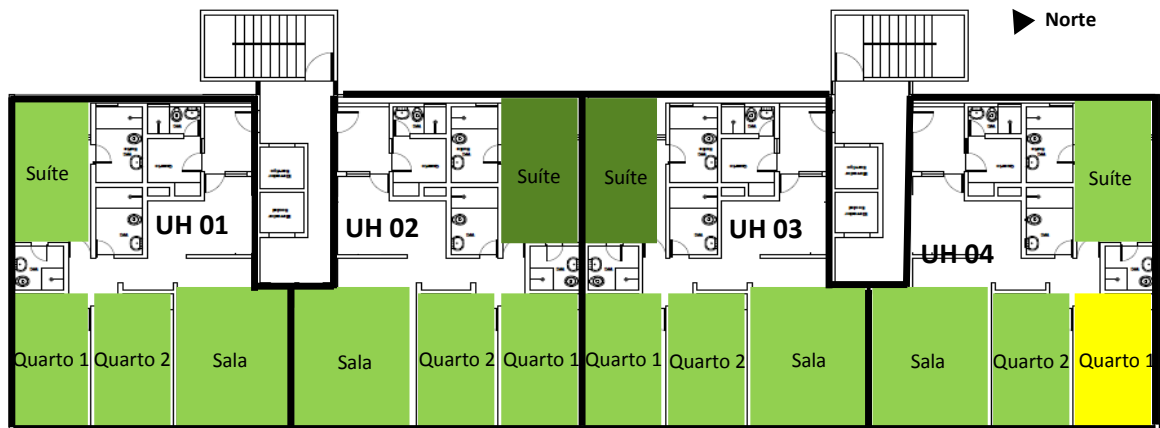 Norte
Suíte
Suíte
Suíte
Suíte
UH 01
UH 02
UH 03
UH 04
Quarto 1
Quarto 2
Sala
Sala
Quarto 2
Quarto 1
Quarto 1
Quarto 2
Sala
Sala
Quarto 2
Quarto 1